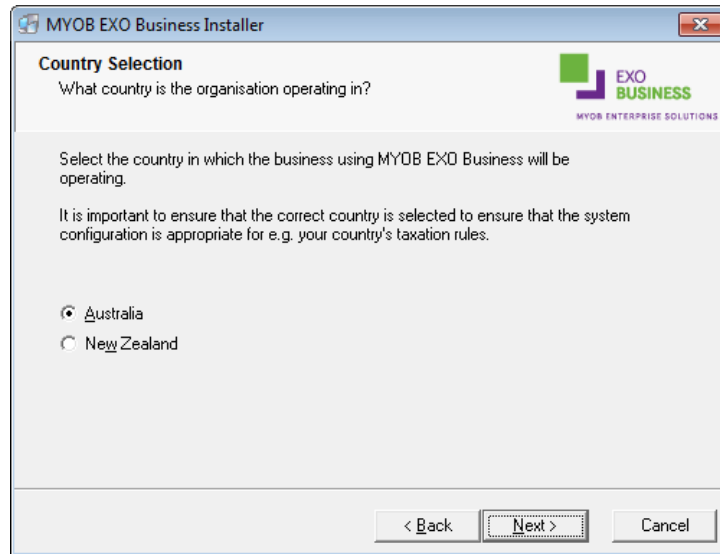 MYOB EXO Business Installer
Country Selection
What country is the organisation operating in?
EXO
BUSINESS
MYOB ENTERPRISE SOLUTIONS
Select the country in which the business using MYOB EXO Business will be
operating.
It is important to ensure that the correct country is selected to ensure that the system
configuration is appropriate for e.g. your country's taxation rules.
Australia
New Zealand
< Back
Next >
Cancel